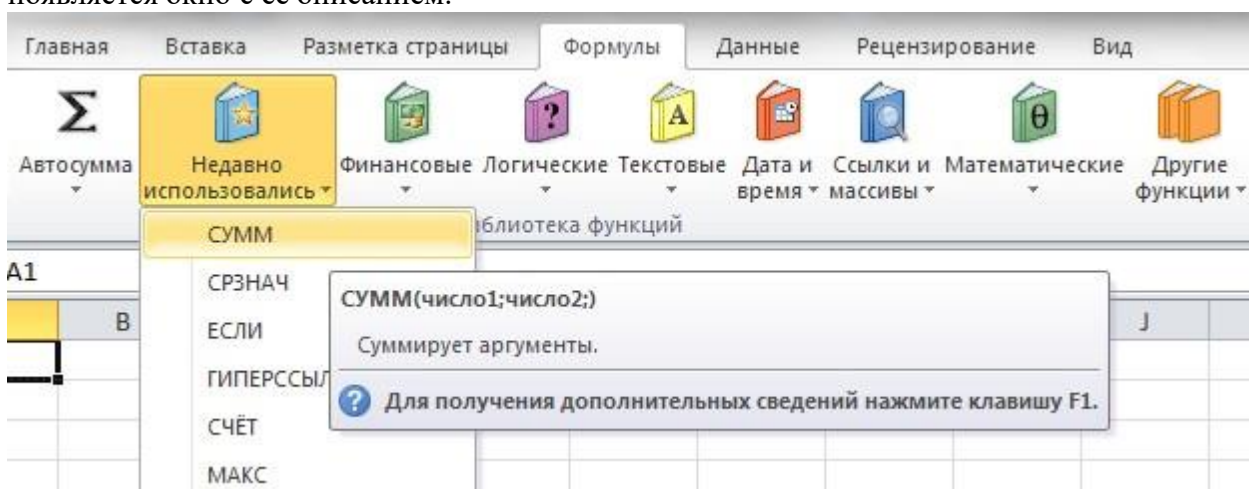 появляется окно с ее описанием.
Главная Вставка Разметка страницы Формулы Данные Рецензирование Вид
Σ
? A θ
Автосумма Недавно использовались Финансовые Логические Текстовые Дата и время Ссылки и массивы Математические Другие функции
блиотека функций
СУММ
A1
СРЗНАЧ
СУММ(число1;число2;)
B J
ЕСЛИ
Суммирует аргументы.
ГИПЕРССЫЛ
? Для получения дополнительных сведений нажмите клавишу F1.
СЧЁТ
МАКС